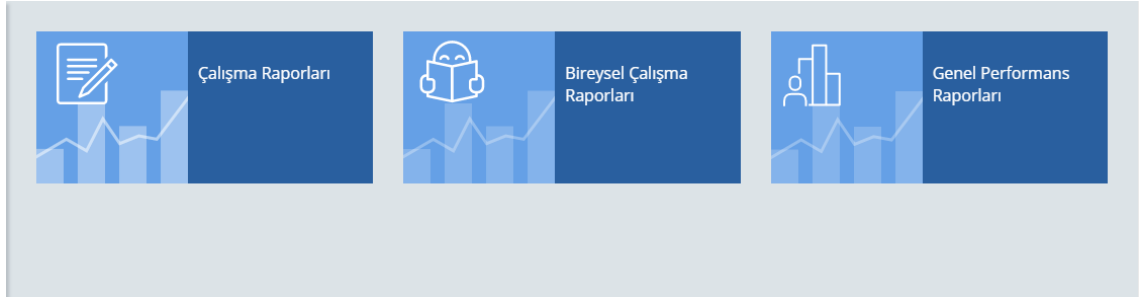 Çalışma Raporları
Bireysel Çalışma
Raporları
Genel Performans
Raporları